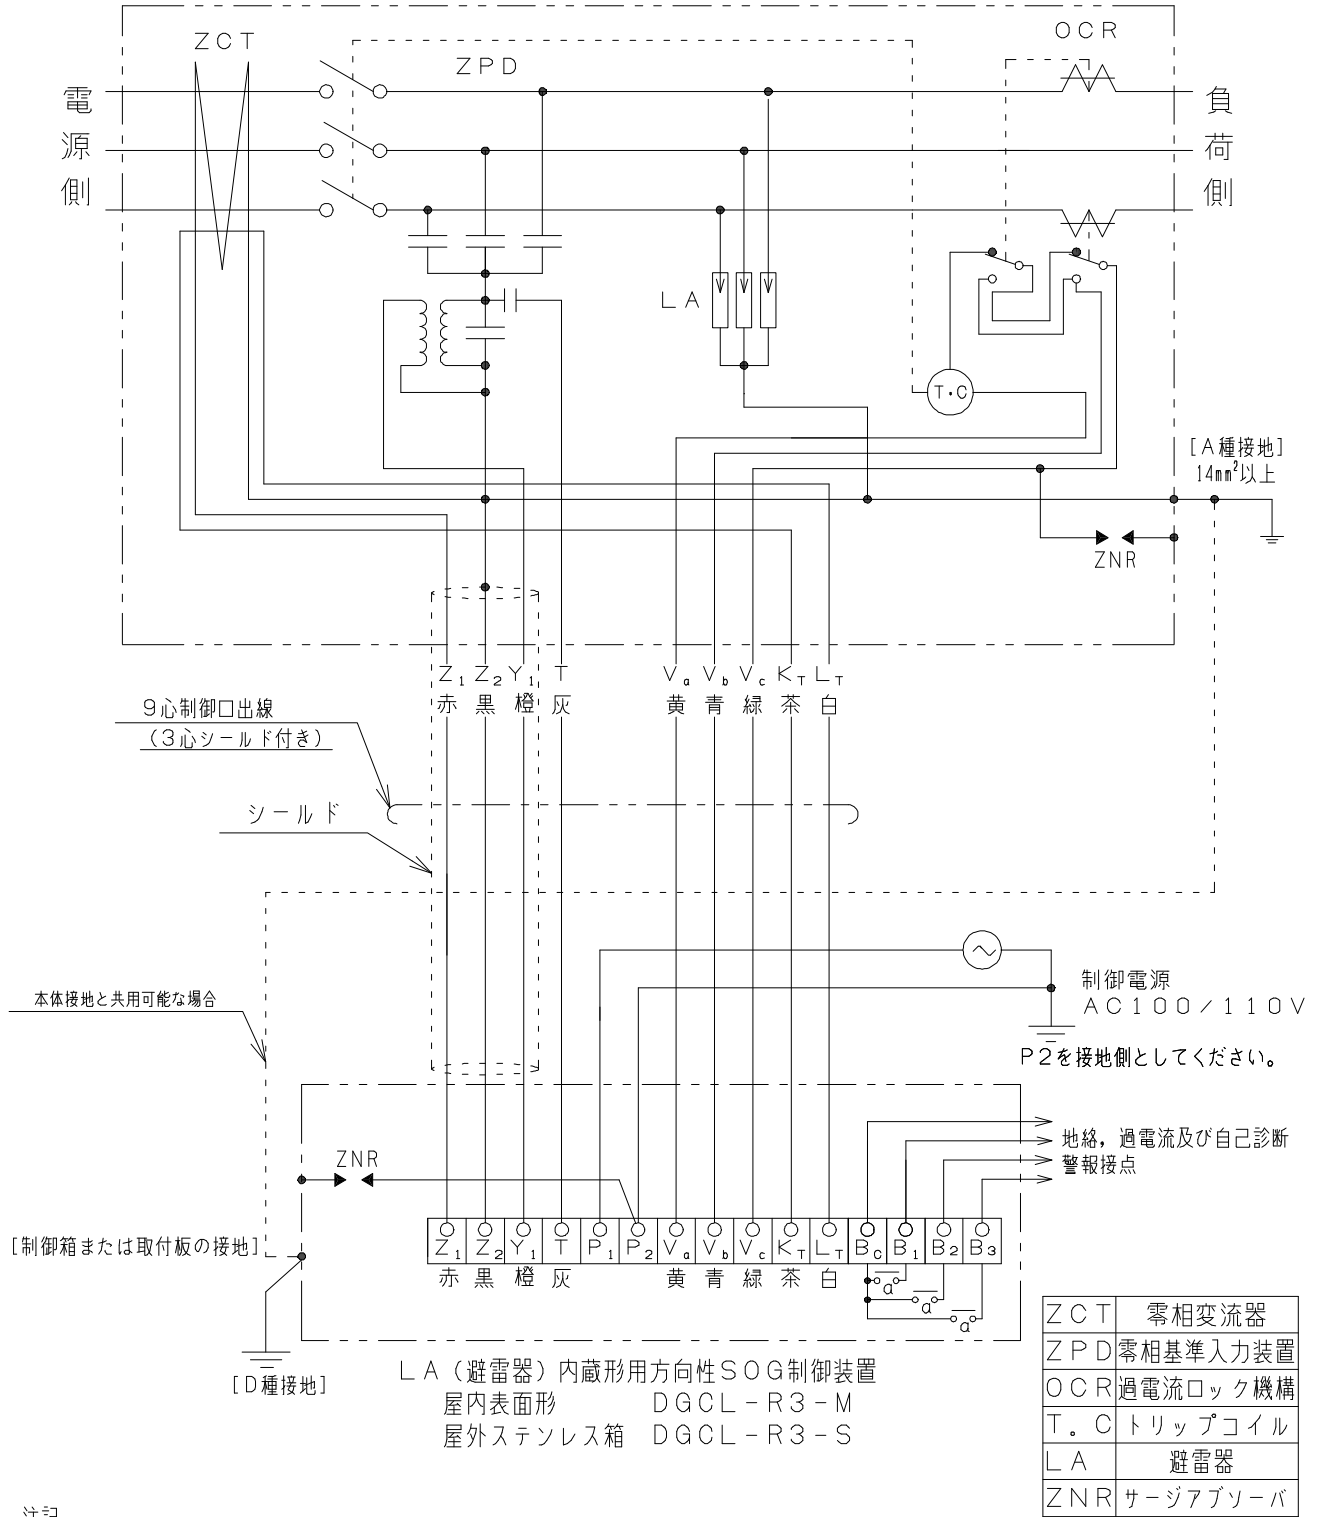 ZCT
ZPD
OCR
電源側
負荷側
LA
T・C
[A種接地]
14mm²以上
ZNR
Z₁ Z₂ Y₁ T Va Vb Vc KT LT
赤 黒 橙 灰 黄 青 緑 茶 白
9心制御口出線
(3心シールド付き)
シールド
本体接地と共用可能な場合
制御電源
AC100/110V
P2を接地側としてください。
地絡，過電流及び自己診断
警報接点
ZNR
[制御箱または取付板の接地]
Z₁ Z₂ Y₁ T P₁ P₂ Va Vb Vc KT LT BC B₁ B₂ B₃
赤 黒 橙 灰 黄 青 緑 茶 白
a
a
a
[D種接地]
LA(避雷器)内蔵形用方向性SOG制御装置
屋内表面形 DGCL-R3-M
屋外ステンレス箱 DGCL-R3-S
ZCT 零相変流器
ZPD 零相基準入力装置
OCR 過電流ロック機構
T。C トリップコイル
LA 避雷器
ZNR サージアブソーバ